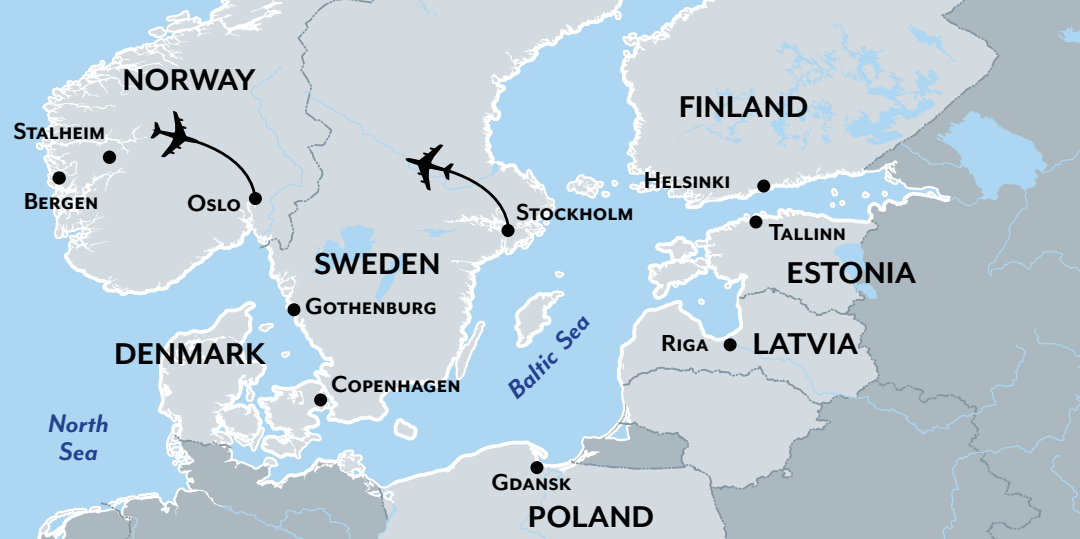 NORWAY
FINLAND
STALHEIM
HELSINKI
BERGEN
OSLO
STOCKHOLM
TALLINN
SWEDEN
ESTONIA
GOTHENBURG
RIGA
LATVIA
DENMARK
Baltic Sea
COPENHAGEN
North
Sea
GDANSK
POLAND